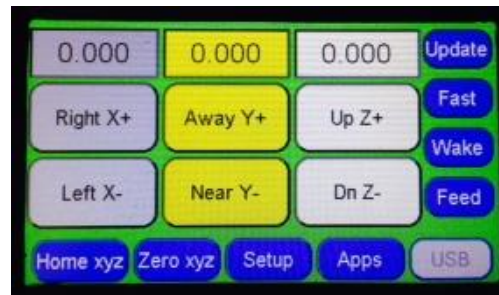 0.000 0.000 0.000 Update
Right X+ Away Y+ Up Z+ Fast
Wake
Left X- Near Y- Dn Z- Feed
Home xyz Zero xyz Setup Apps USB